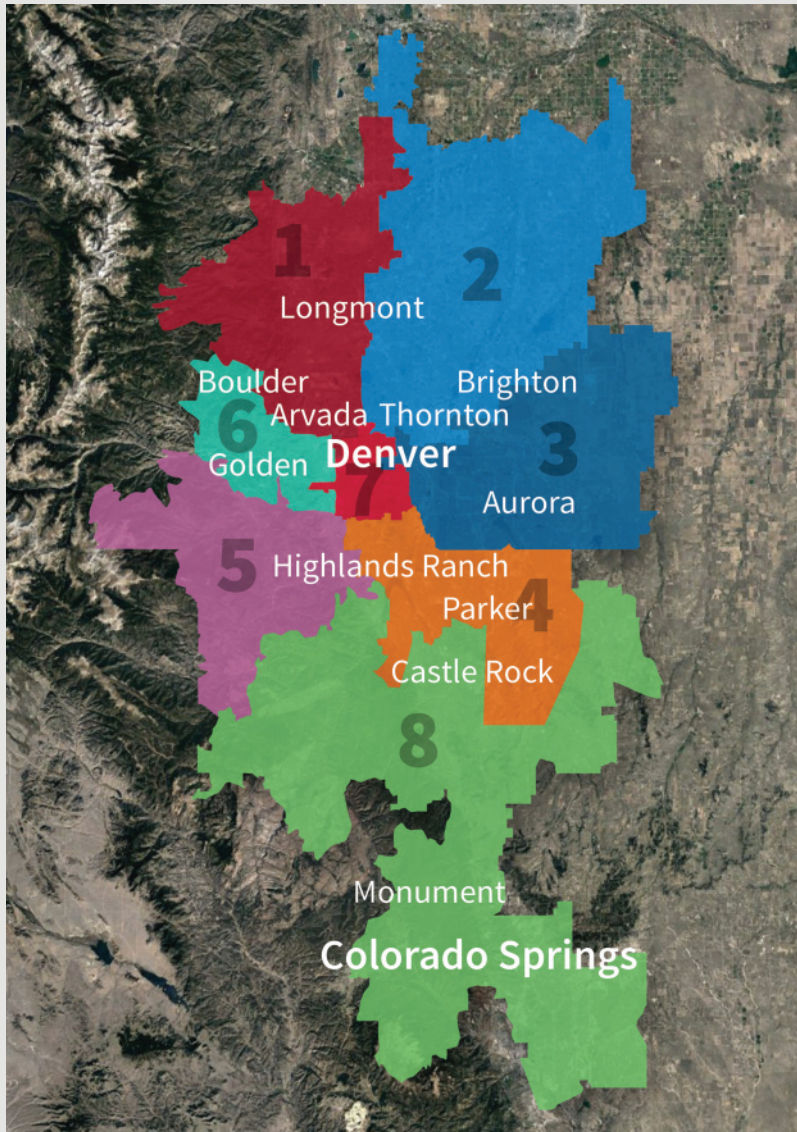 1
2
Longmont
Boulder
Brighton
Arvada
Thornton
6
3
Denver
Golden
7
Aurora
5
Highlands Ranch
4
Parker
Castle Rock
8
Monument
Colorado Springs